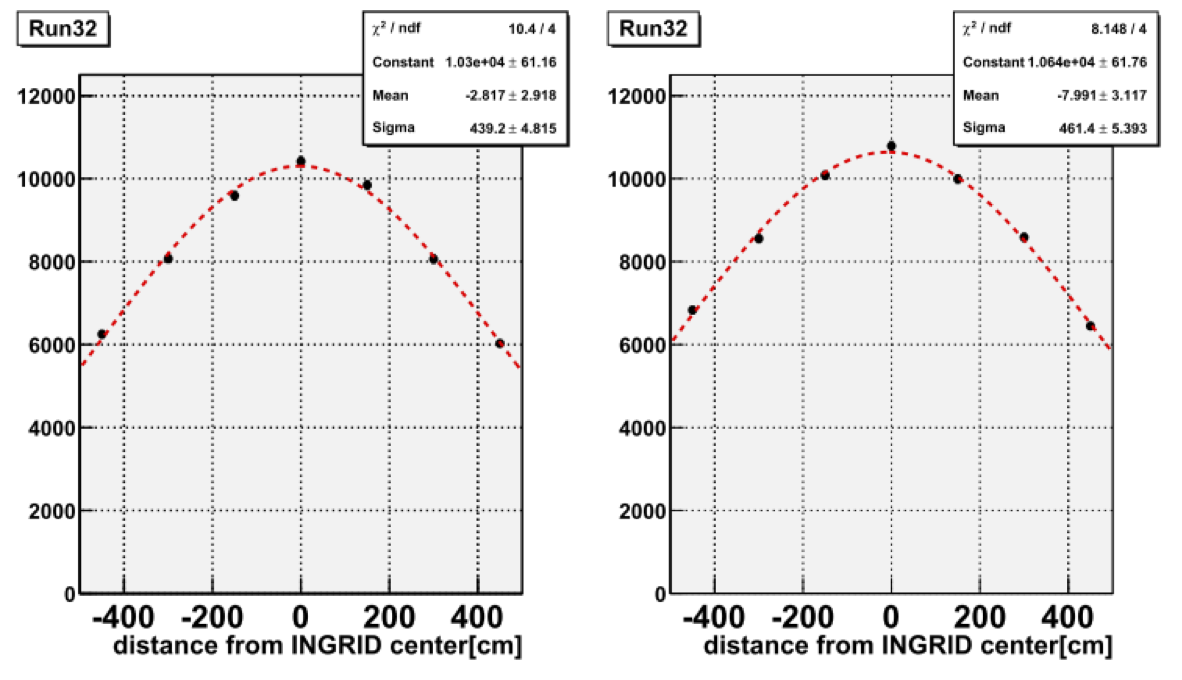 Run32
χ² / ndf 10.4 / 4
Constant 1.03e+04 ± 61.16
Mean -2.817 ± 2.918
Sigma 439.2 ± 4.815
12000
10000
8000
6000
4000
2000
0
-400 -200 0 200 400
distance from INGRID center[cm]
Run32
χ² / ndf 8.148 / 4
Constant 1.064e+04 ± 61.76
Mean -7.991 ± 3.117
Sigma 461.4 ± 5.393
12000
10000
8000
6000
4000
2000
0
-400 -200 0 200 400
distance from INGRID center[cm]